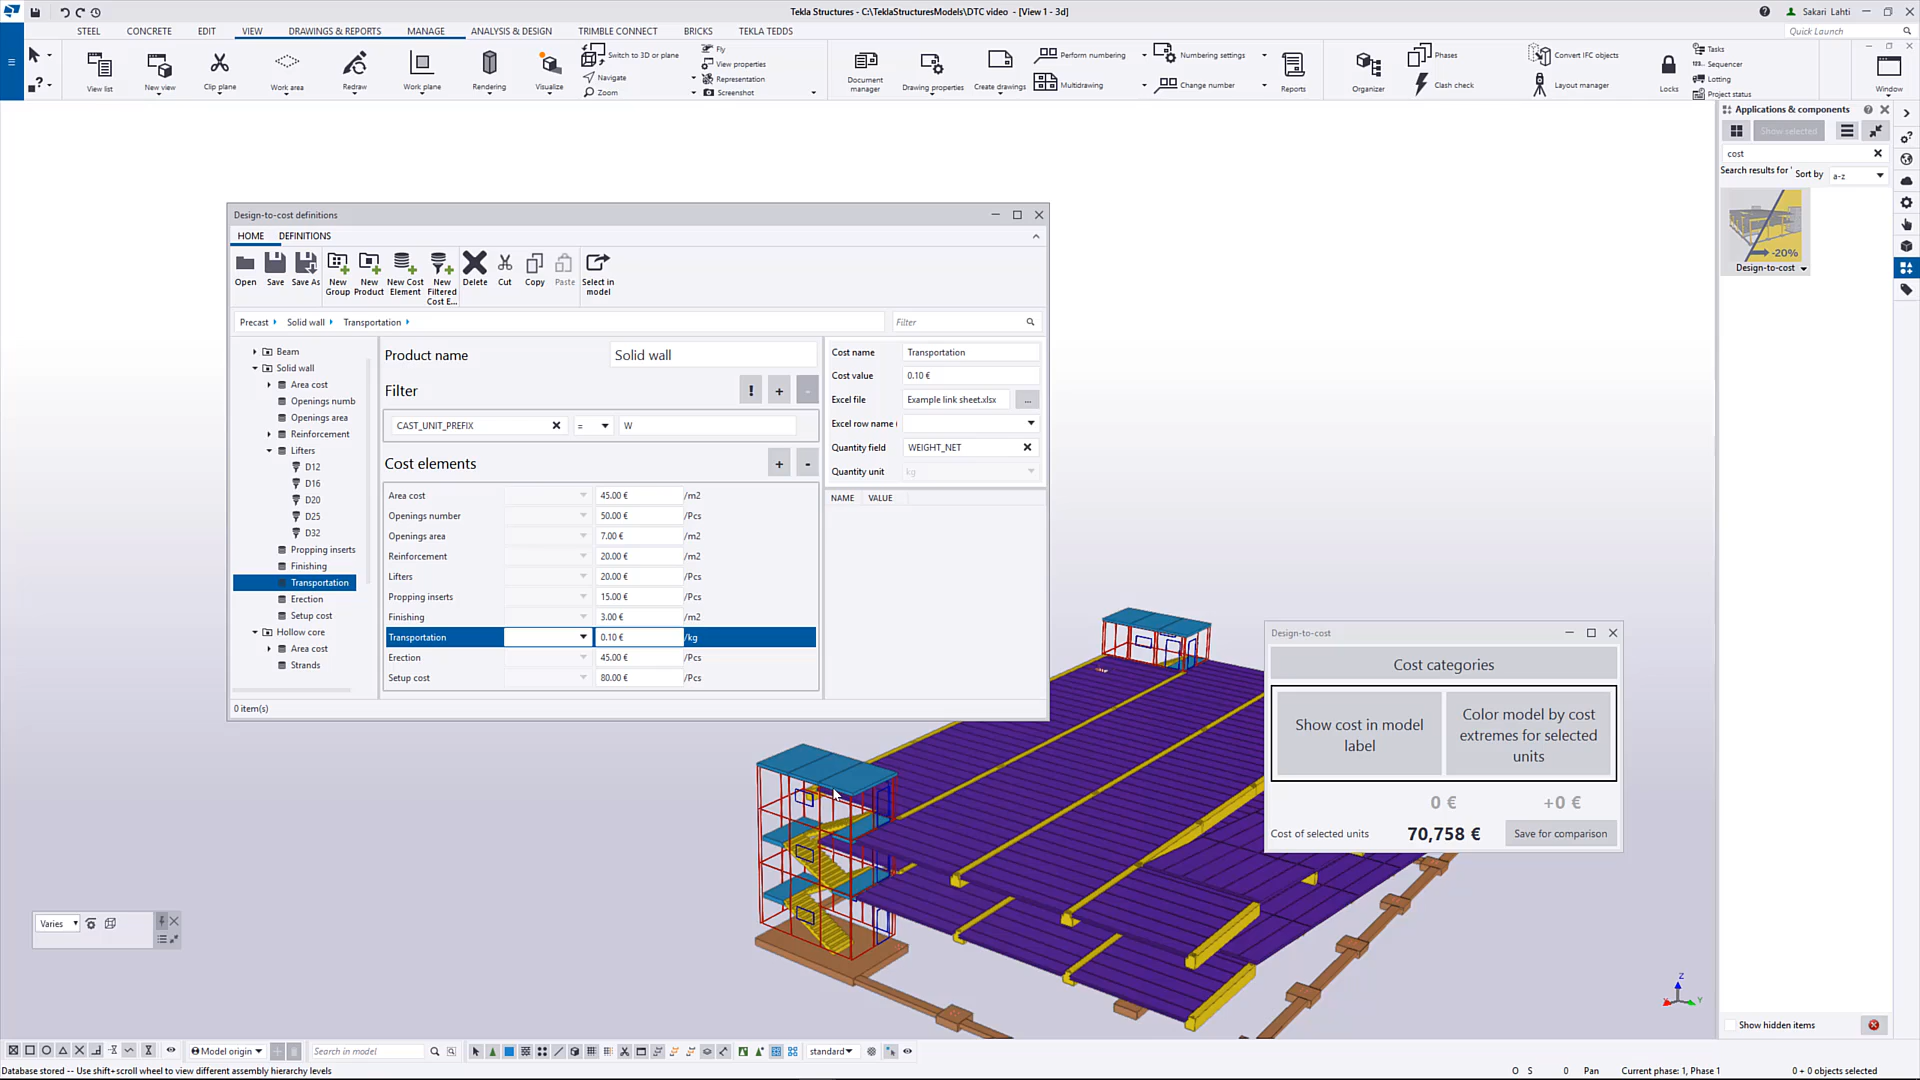 Tekla Structures - C:\TeklaStructuresModels\DTC video - [View 1 - 3d]
Sakari Lahti
STEEL CONCRETE EDIT VIEW DRAWINGS & REPORTS MANAGE ANALYSIS & DESIGN TRIMBLE CONNECT BRICKS TEKLA TEDDS
Quick Launch
View list
New view
Clip plane
Work area
Redraw
Work plane
Rendering
Visualize
Switch to 3D or plane
Navigate
Zoom
Fly
View properties
Representation
Screenshot
Document manager
Drawing properties
Create drawings
Perform numbering
Multidrawing
Numbering settings
Change number
Reports
Organizer
Phases
Clash check
Convert IFC objects
Layout manager
Locks
Tasks
Sequencer
Lotting
Project status
Window
Applications & components
Show selected
cost
Search results for '
Sort by
a-z
-20%
Design-to-cost
Show hidden items
Design-to-cost definitions
HOME DEFINITIONS
Open
Save
Save As
New Group
New Product
New Cost Element
New Filtered Cost E...
Delete
Cut
Copy
Paste
Select in model
Precast Solid wall Transportation
Filter
Beam
Solid wall
Area cost
Openings numb
Openings area
Reinforcement
Lifters
D12
D16
D20
D25
D32
Propping inserts
Finishing
Transportation
Erection
Setup cost
Hollow core
Area cost
Strands
Product name Solid wall
Filter ! + -
CAST_UNIT_PREFIX = W
Cost elements + -
Area cost 45.00 € /m2
Openings number 50.00 € /Pcs
Openings area 7.00 € /m2
Reinforcement 20.00 € /m2
Lifters 20.00 € /Pcs
Propping inserts 15.00 € /Pcs
Finishing 3.00 € /m2
Transportation 0.10 € /kg
Erection 45.00 € /Pcs
Setup cost 80.00 € /Pcs
Cost name Transportation
Cost value 0.10 €
Excel file Example link sheet.xlsx ...
Excel row name (
Quantity field WEIGHT_NET
Quantity unit kg
NAME VALUE
0 item(s)
Design-to-cost
Cost categories
Show cost in model label
Color model by cost extremes for selected units
0 € +0 €
Cost of selected units 70,758 € Save for comparison
Varies
Z
Y
X
Model origin
Search in model
standard
Database stored -- Use shift+scroll wheel to view different assembly hierarchy levels
O S 0 Pan Current phase: 1, Phase 1 0 + 0 objects selected